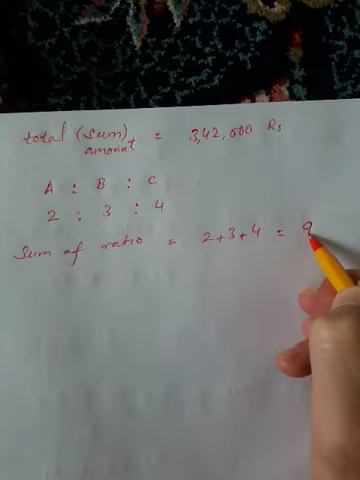 total (Sum) = 3,42,000 Rs
amount
A : B : C
2 : 3 : 4
Sum of ratio = 2+3+4 = 9